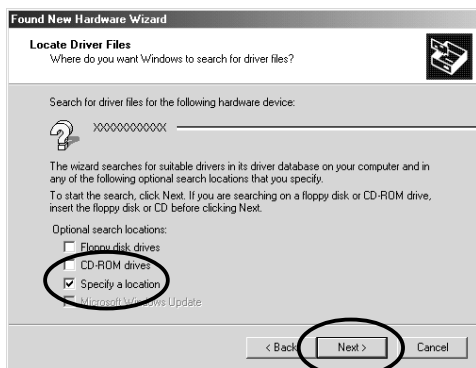 Found New Hardware Wizard
Locate Driver Files
Where do you want Windows to search for driver files?
Search for driver files for the following hardware device:
XXXXXXXXXXX
The wizard searches for suitable drivers in its driver database on your computer and in
any of the following optional search locations that you specify.
To start the search, click Next. If you are searching on a floppy disk or CD-ROM drive,
insert the floppy disk or CD before clicking Next.
Optional search locations:
Floppy disk drives
CD-ROM drives
Specify a location
Microsoft Windows Update
< Back
Next >
Cancel